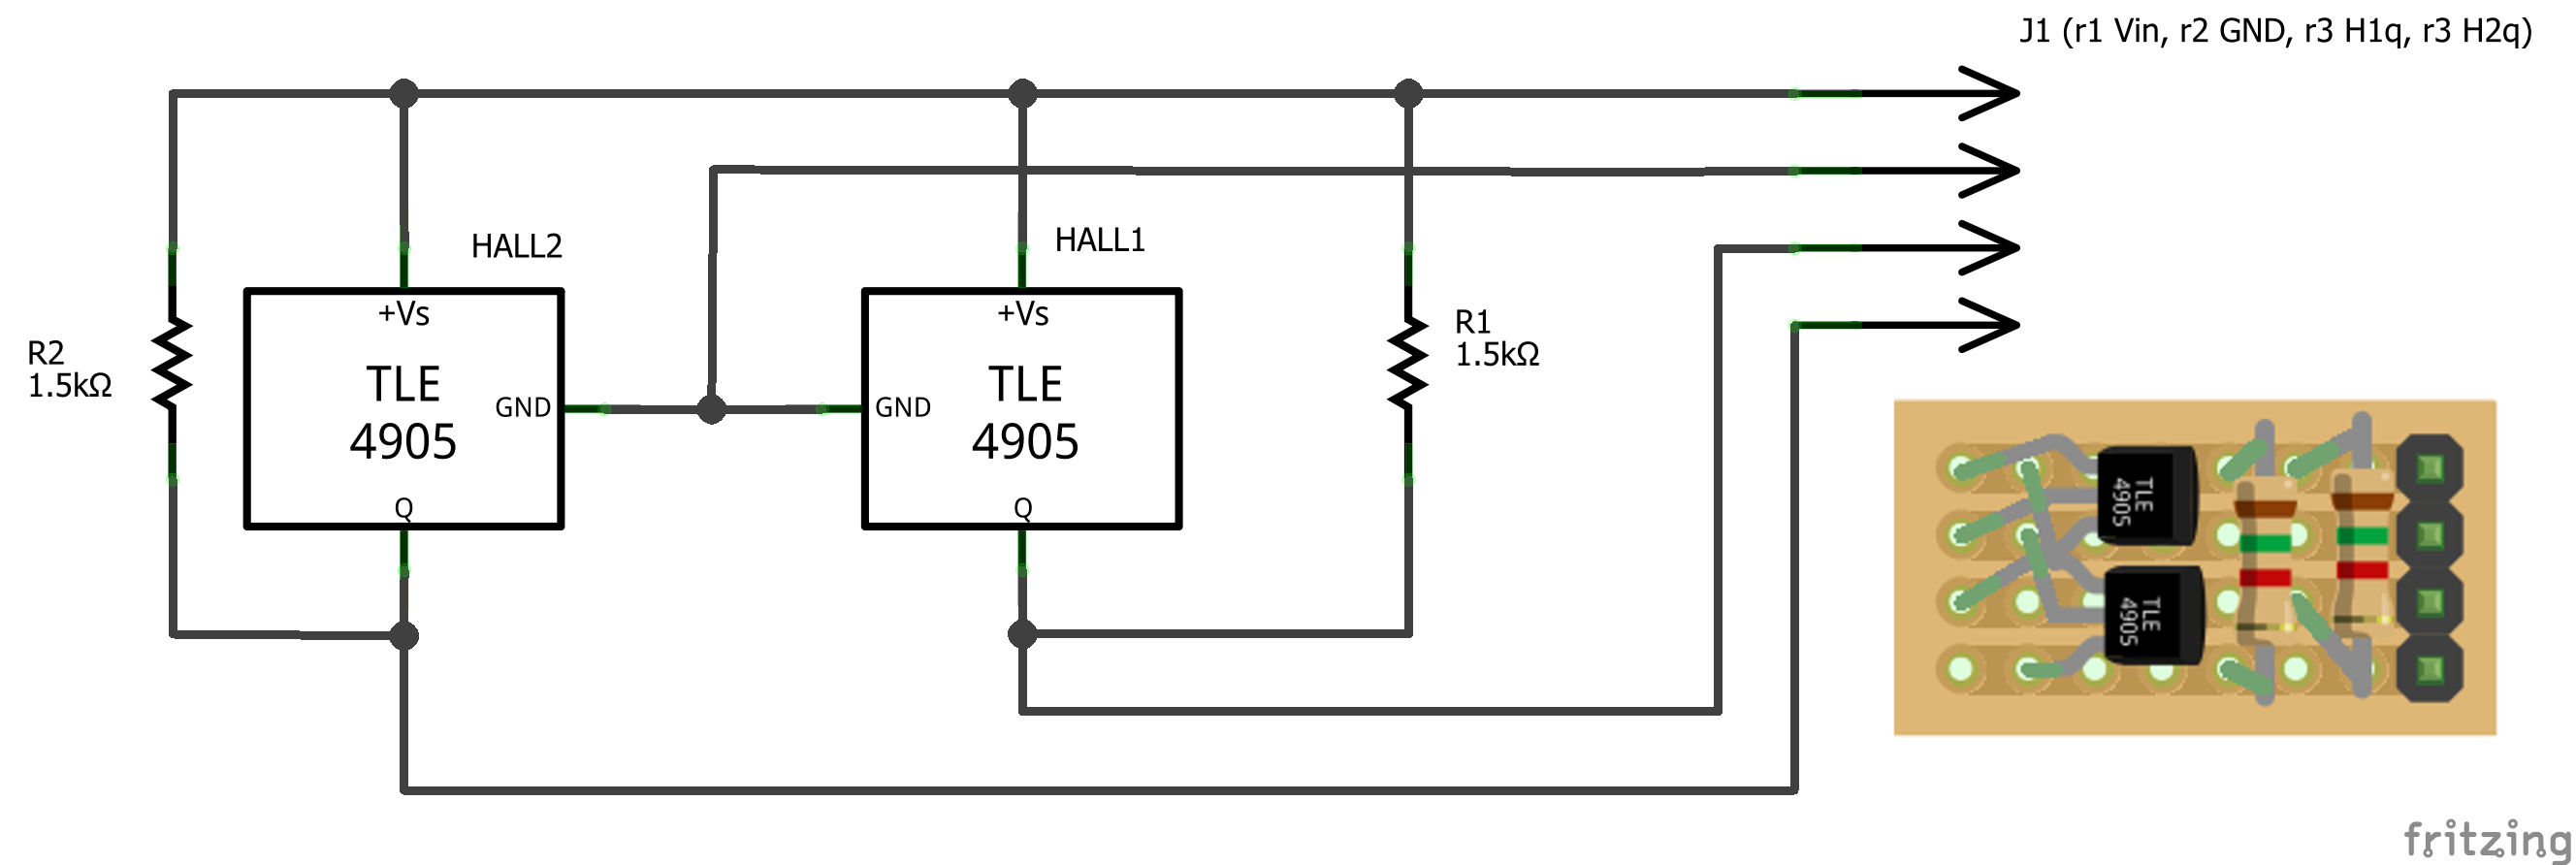 J1 (r1 Vin, r2 GND, r3 H1q, r3 H2q)
HALL2
HALL1
R2
1.5kΩ
+Vs
TLE
4905
GND
Q
+Vs
TLE
4905
GND
Q
R1
1.5kΩ
TLE
4905
TLE
4905
fritzing